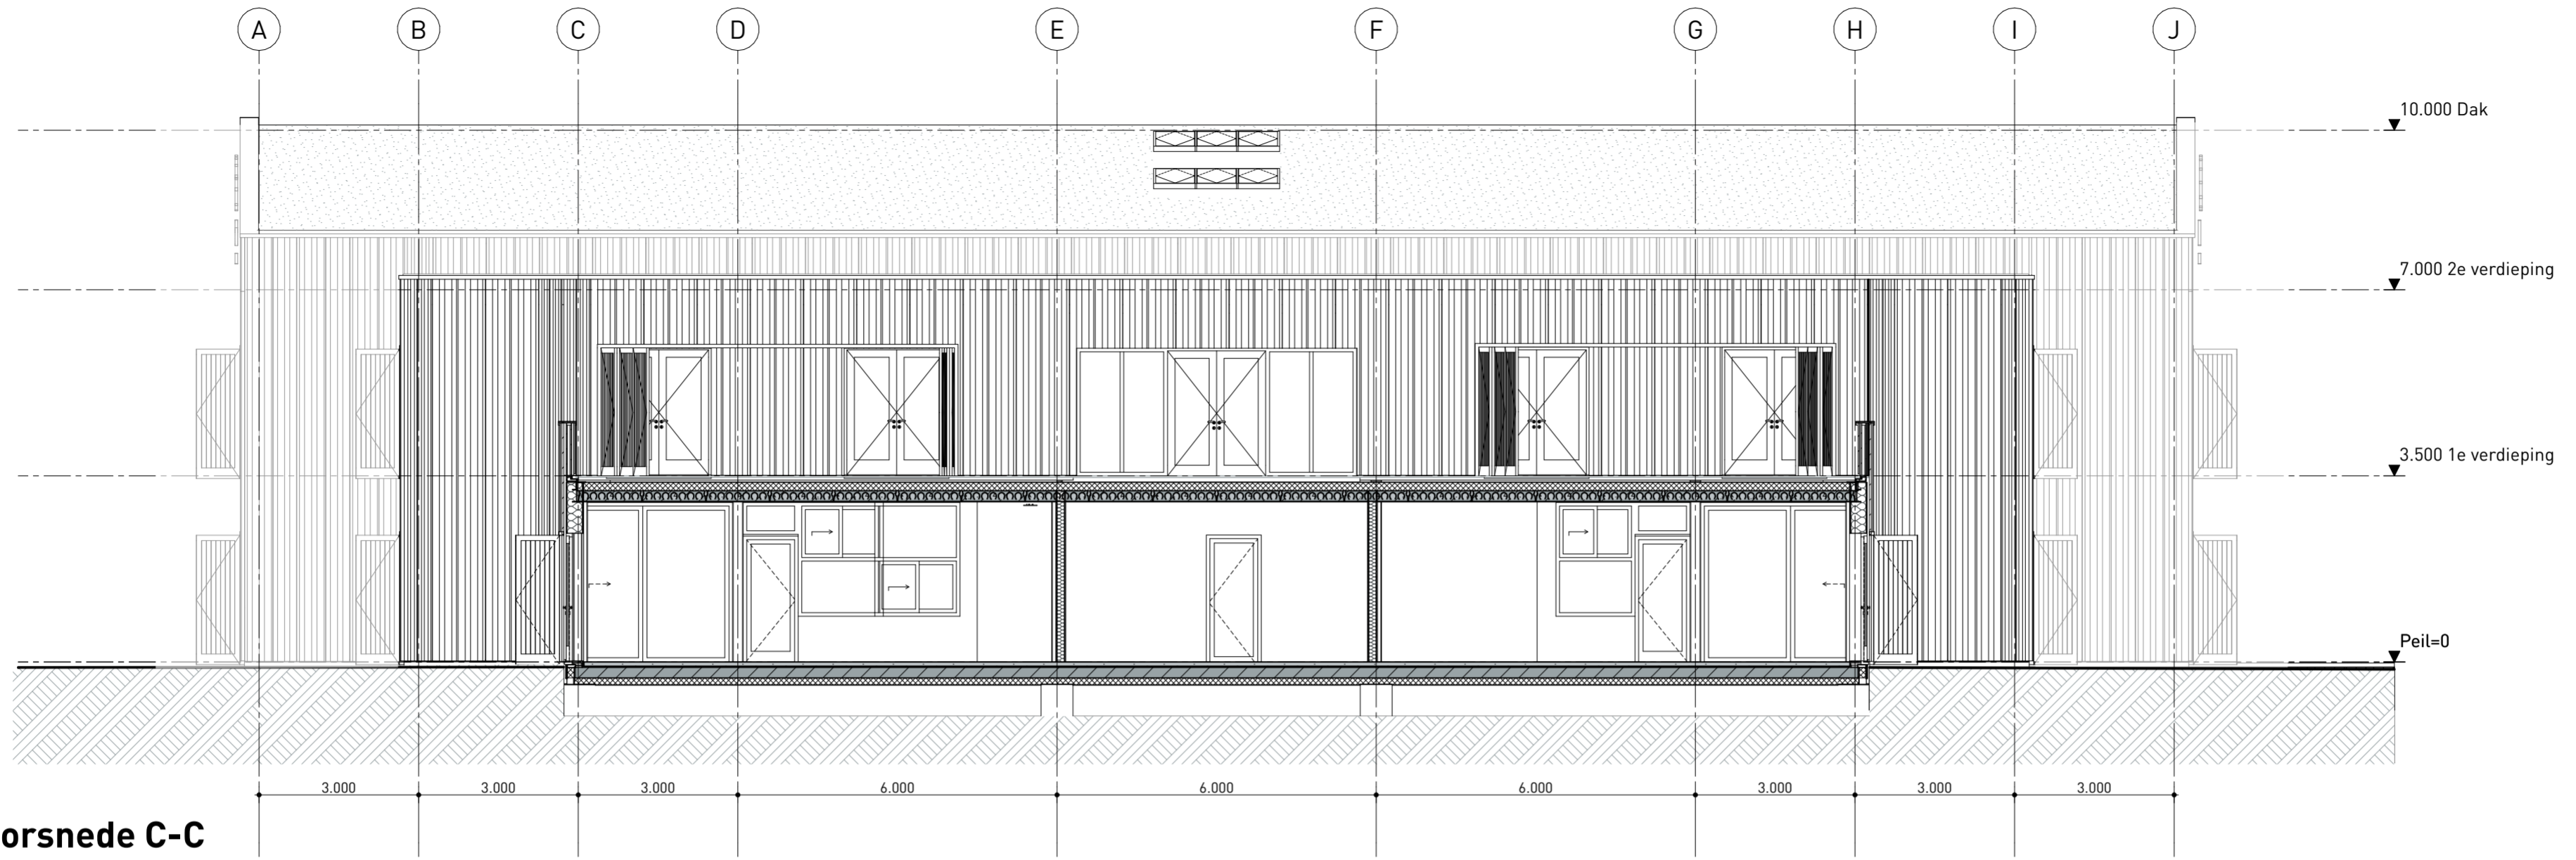 A B C D E F G H I J
10.000 Dak
7.000 2e verdieping
3.500 1e verdieping
Peil=0
3.000 3.000 3.000 6.000 6.000 6.000 3.000 3.000 3.000
orsnede C-C